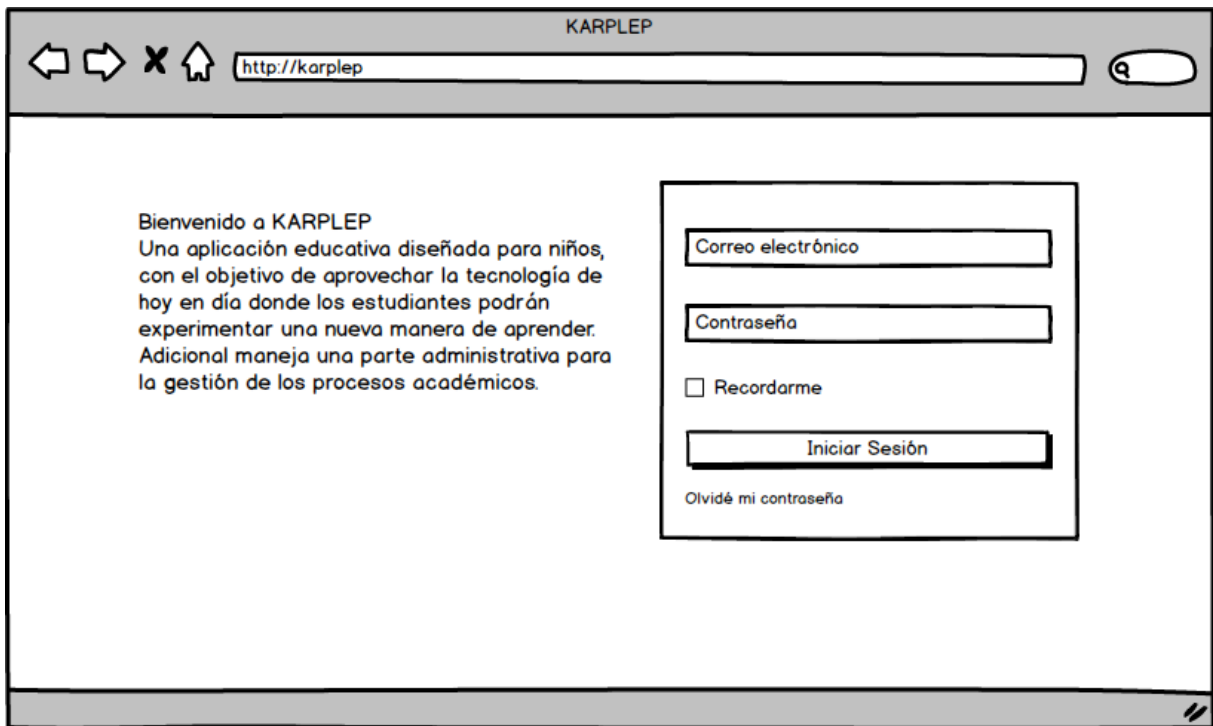 KARPLEP
http://karplep
Bienvenido a KARPLEP
Una aplicación educativa diseñada para niños,
con el objetivo de aprovechar la tecnología de
hoy en día donde los estudiantes podrán
experimentar una nueva manera de aprender.
Adicional maneja una parte administrativa para
la gestión de los procesos académicos.
Correo electrónico
Contraseña
Recordarme
Iniciar Sesión
Olvidé mi contraseña